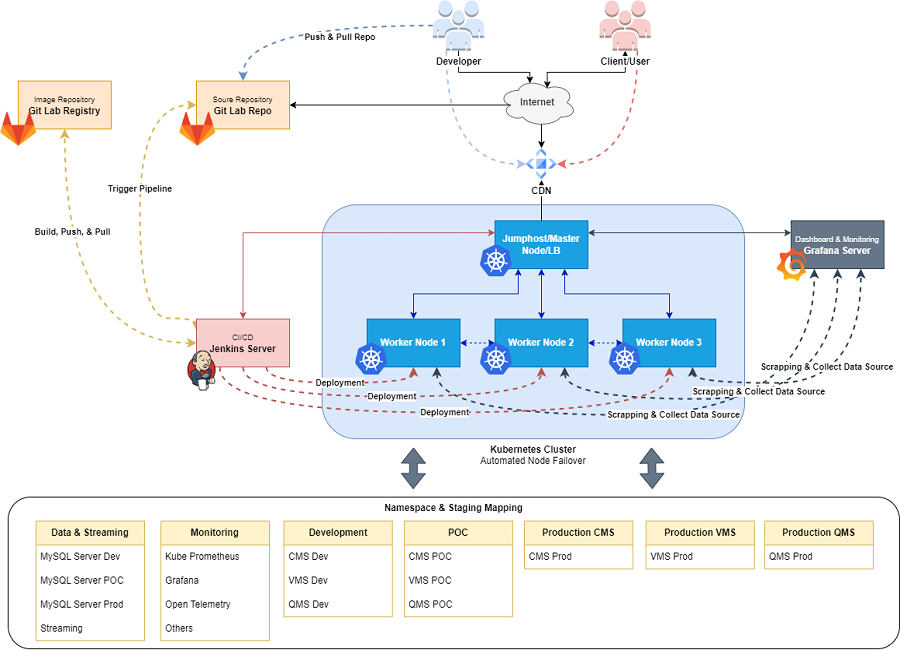 Push & Pull Repo
Developer
Client/User
Image Repository
Git Lab Registry
Soure Repository
Git Lab Repo
Internet
Trigger Pipeline
CDN
Build, Push, & Pull
Jumphost/Master
Node/LB
Dashboard & Monitoring
Grafana Server
CI/CD
Jenkins Server
Worker Node 1
Worker Node 2
Worker Node 3
Deployment
Deployment
Deployment
Scrapping & Collect Data Source
Scrapping & Collect Data Source
Scrapping & Collect Data Source
Kubernetes Cluster
Automated Node Failover
Namespace & Staging Mapping
Data & Streaming
MySQL Server Dev
MySQL Server POC
MySQL Server Prod
Streaming
Monitoring
Kube Prometheus
Grafana
Open Telemetry
Others
Development
CMS Dev
VMS Dev
QMS Dev
POC
CMS POC
VMS POC
QMS POC
Production CMS
CMS Prod
Production VMS
VMS Prod
Production QMS
QMS Prod